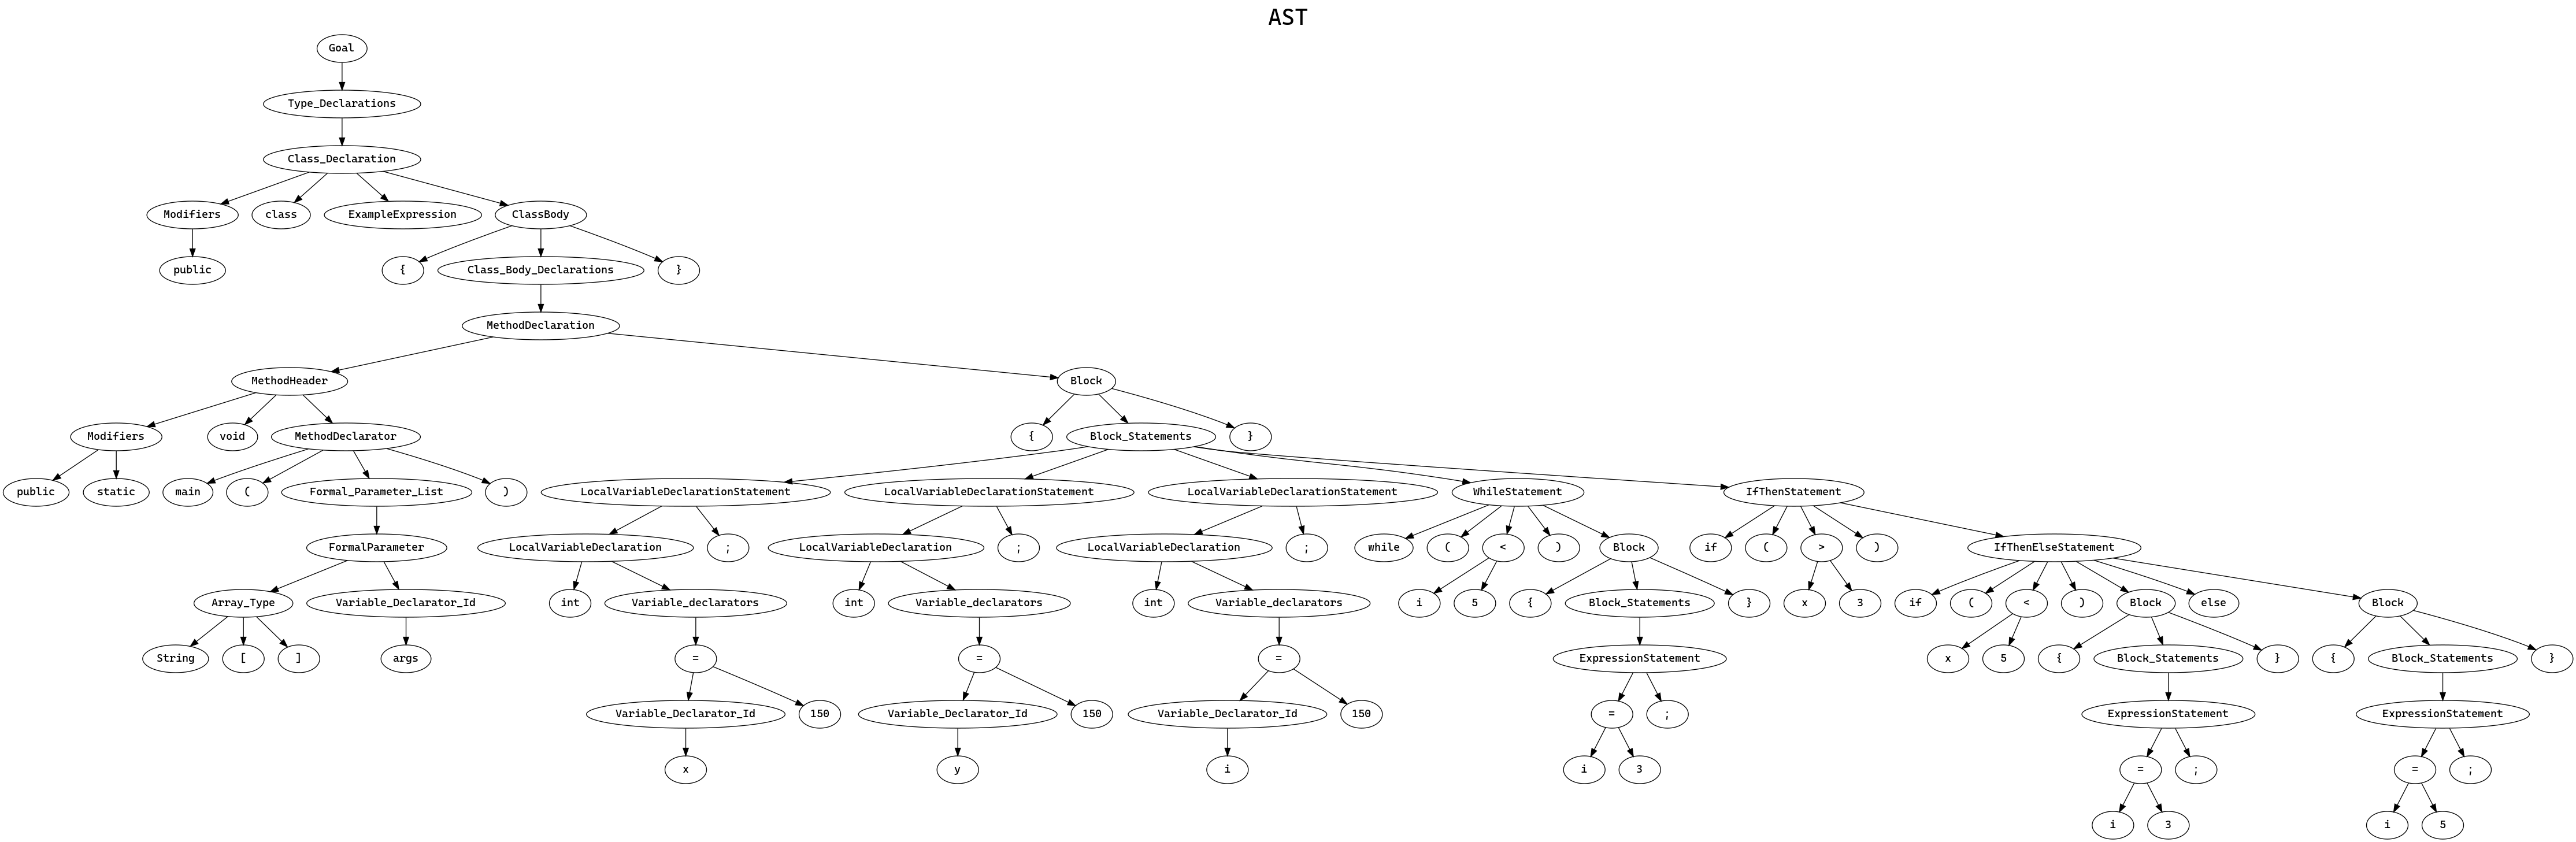 AST
Goal
Type_Declarations
Class_Declaration
Modifiers class ExampleExpression ClassBody
public { Class_Body_Declarations }
MethodDeclaration
MethodHeader Block
Modifiers void MethodDeclarator { Block_Statements }
public static main ( Formal_Parameter_List ) LocalVariableDeclarationStatement LocalVariableDeclarationStatement LocalVariableDeclarationStatement WhileStatement IfThenStatement
FormalParameter LocalVariableDeclaration ; LocalVariableDeclaration ; LocalVariableDeclaration ; while ( < ) Block if ( > ) IfThenElseStatement
Array_Type Variable_Declarator_Id int Variable_declarators int Variable_declarators int Variable_declarators i 5 { Block_Statements } x 3 if ( < ) Block else Block
String [ ] args = = = ExpressionStatement x 5 { Block_Statements } { Block_Statements }
Variable_Declarator_Id 150 Variable_Declarator_Id 150 Variable_Declarator_Id 150 = ; ExpressionStatement ExpressionStatement
x y i i 3 = ; = ;
i 3 i 5